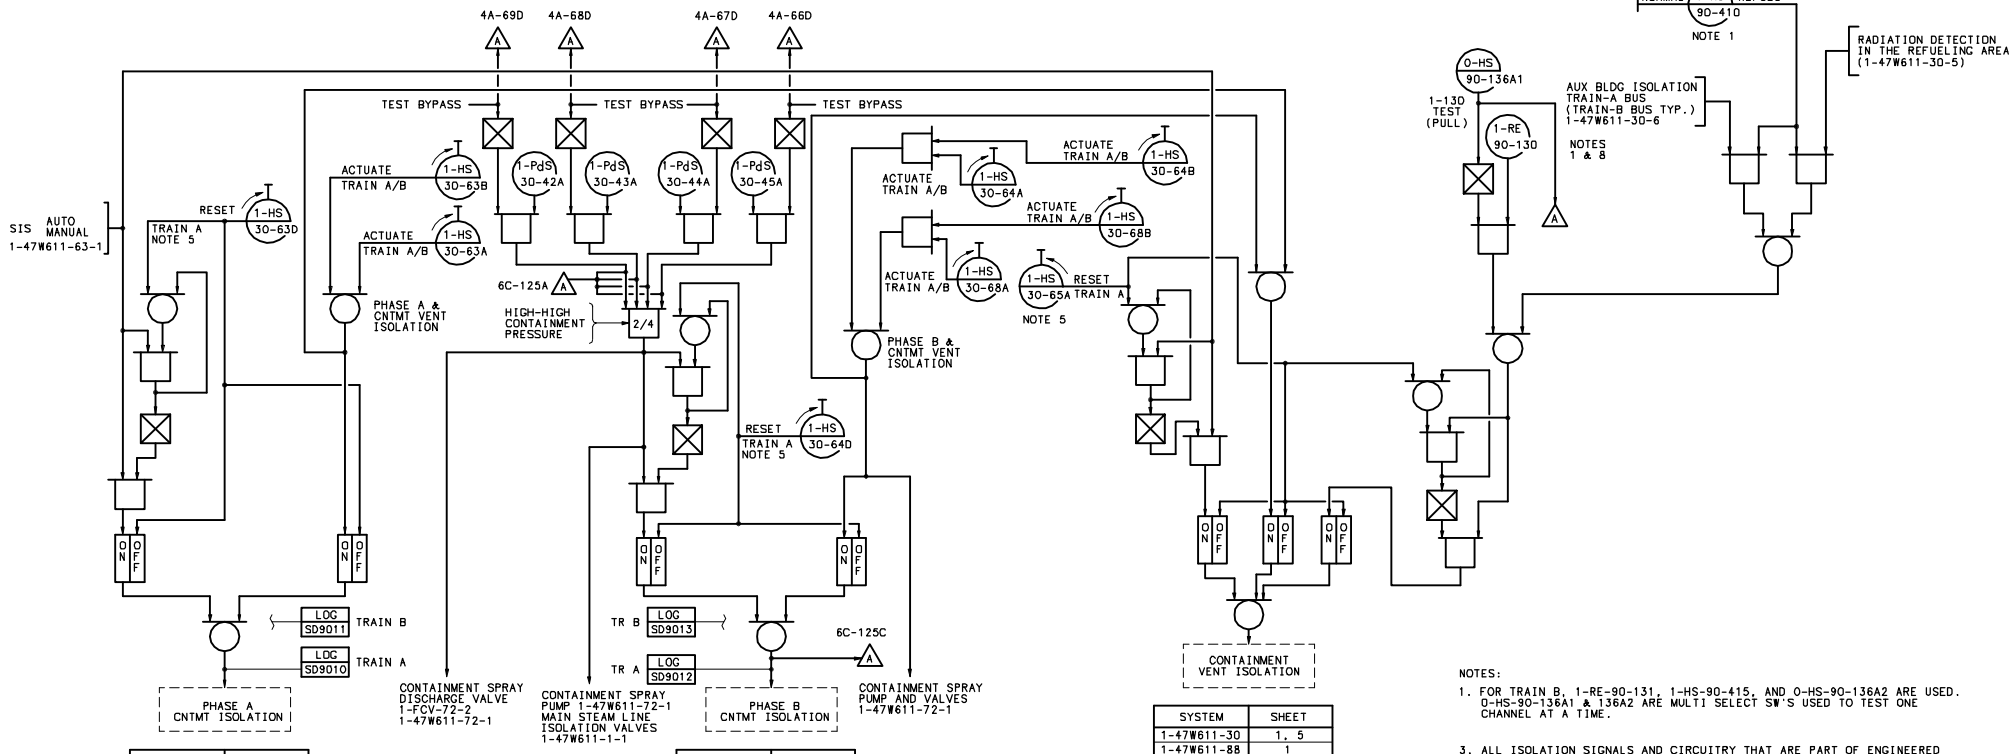 4A-69D
4A-68D
4A-67D
4A-66D
A
A
A
A
90-410
NOTE 1
RADIATION DETECTION
IN THE REFUELING AREA
(1-47W611-30-5)
0-HS
90-136A1
1-130
TEST
(PULL)
1-RE
90-130
AUX BLDG ISOLATION
TRAIN-A BUS
(TRAIN-B BUS TYP.)
1-47W611-30-6
NOTES
1 & 8
A
TEST BYPASS
TEST BYPASS
TEST BYPASS
ACTUATE
TRAIN A/B
1-HS
30-63B
1-PdS
30-42A
1-PdS
30-43A
1-PdS
30-44A
1-PdS
30-45A
ACTUATE
TRAIN A/B
1-HS
30-64A
ACTUATE
TRAIN A/B
1-HS
30-64B
SIS AUTO
MANUAL
1-47W611-63-1
RESET
TRAIN A
NOTE 5
1-HS
30-63D
ACTUATE
TRAIN A/B
1-HS
30-63A
ACTUATE
TRAIN A/B
1-HS
30-68B
ACTUATE
TRAIN A/B
1-HS
30-68A
1-HS
30-65A
RESET
TRAIN A
NOTE 5
6C-125A
A
PHASE A &
CNTMT VENT
ISOLATION
HIGH-HIGH
CONTAINMENT
PRESSURE
2/4
PHASE B &
CNTMT VENT
ISOLATION
RESET
TRAIN A
NOTE 5
1-HS
30-64D
ON
OFF
ON
OFF
ON
OFF
ON
OFF
ON
OFF
ON
OFF
ON
OFF
LOG
SD9011
TRAIN B
LOG
SD9010
TRAIN A
TR B
LOG
SD9013
TR A
LOG
SD9012
6C-125C
A
PHASE A
CNTMT ISOLATION
CONTAINMENT SPRAY
DISCHARGE VALVE
1-FCV-72-2
1-47W611-72-1
CONTAINMENT SPRAY
PUMP 1-47W611-72-1
MAIN STEAM LINE
ISOLATION VALVES
1-47W611-1-1
PHASE B
CNTMT ISOLATION
CONTAINMENT SPRAY
PUMP AND VALVES
1-47W611-72-1
CONTAINMENT
VENT ISOLATION
SYSTEM SHEET
1-47W611-30 1, 5
1-47W611-88 1
NOTES:
1. FOR TRAIN B, 1-RE-90-131, 1-HS-90-415, AND 0-HS-90-136A2 ARE USED.
0-HS-90-136A1 & 136A2 ARE MULTI SELECT SW'S USED TO TEST ONE
CHANNEL AT A TIME.
3. ALL ISOLATION SIGNALS AND CIRCUITRY THAT ARE PART OF ENGINEERED